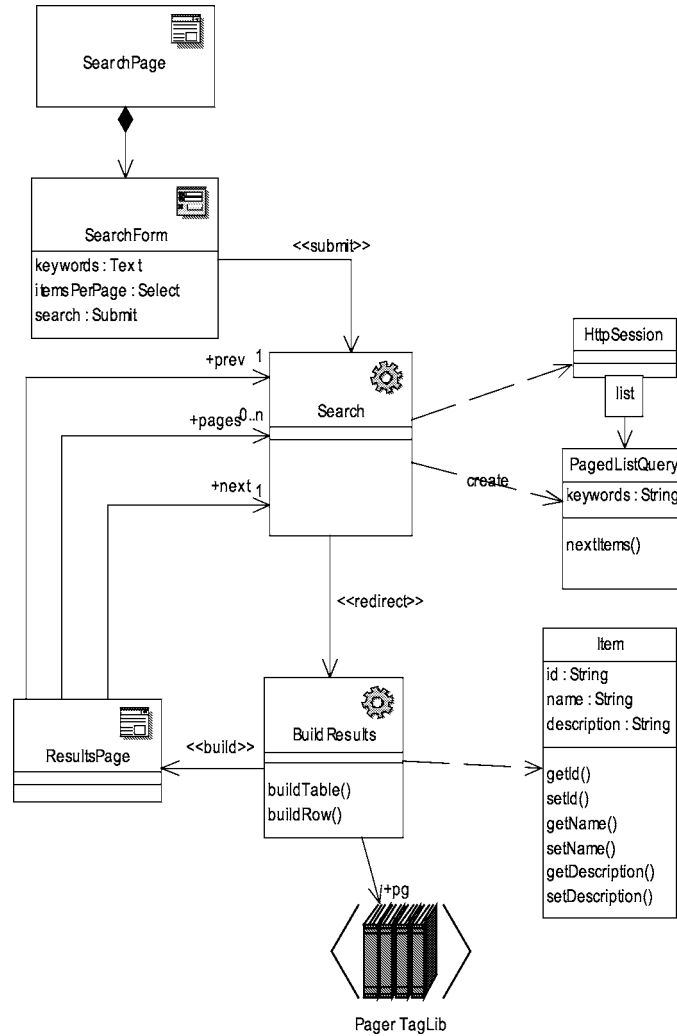 SearchPage
SearchForm
keywords : Text
itemsPerPage : Select
search : Submit
<<submit>>
+prev 1
Search
+pages 0..n
+next 1
HttpSession
list
PagedListQuery
keywords : String
nextItems()
create
<<redirect>>
Item
id : String
name : String
description : String
getId()
setId()
getName()
setName()
getDescription()
setDescription()
BuildResults
buildTable()
buildRow()
<<build>>
ResultsPage
+pg
Pager TagLib